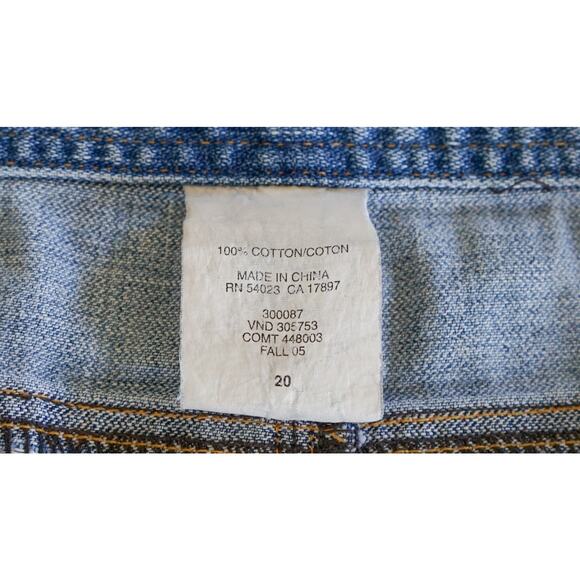 100% COTTON/COTON
MADE IN CHINA
RN 54023 CA 17897
300087
VND 305753
COMT 448003
FALL 05
20